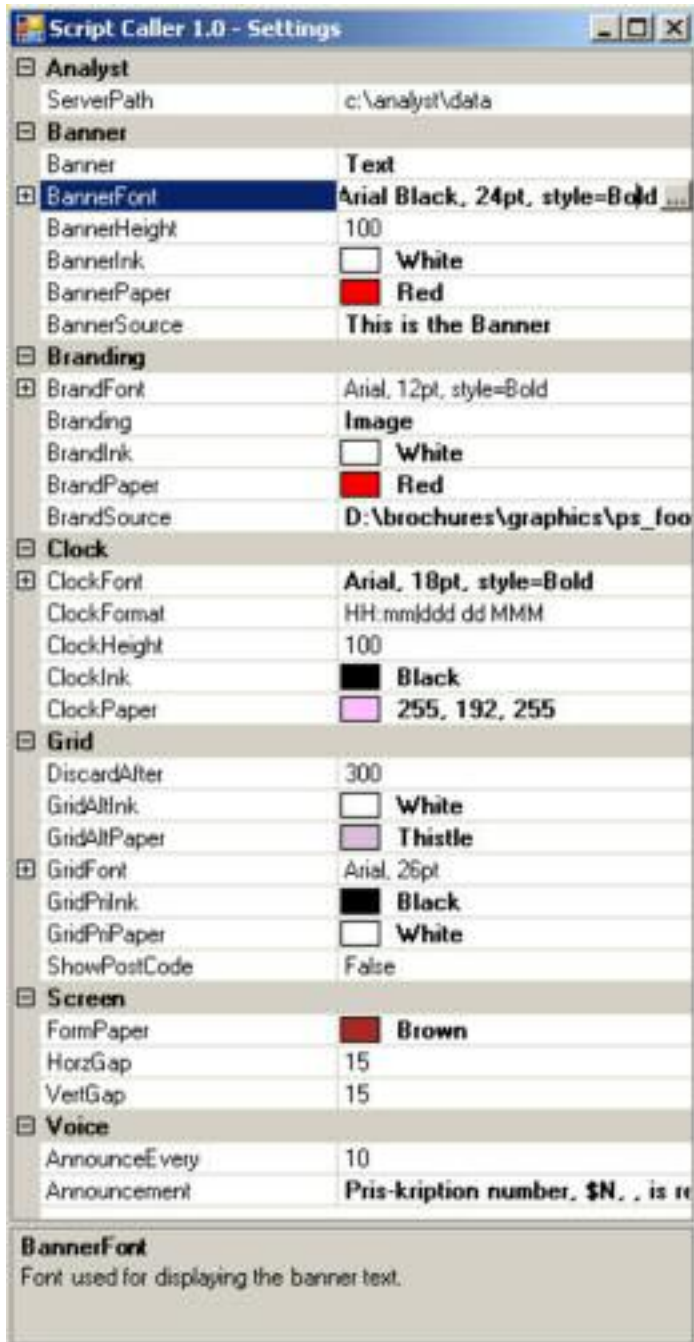 Script Caller 1.0 - Settings
Analyst
ServerPath c:\analyst\data
Banner
Banner Text
BannerFont Arial Black, 24pt, style=Bold ...
BannerHeight 100
BannerInk White
BannerPaper Red
BannerSource This is the Banner
Branding
BrandFont Arial, 12pt, style=Bold
Branding Image
BrandInk White
BrandPaper Red
BrandSource D:\brochures\graphics\ps_foo
Clock
ClockFont Arial, 18pt, style=Bold
ClockFormat HH:mm|ddd dd MMM
ClockHeight 100
ClockInk Black
ClockPaper 255, 192, 255
Grid
DiscardAfter 300
GridAltInk White
GridAltPaper Thistle
GridFont Arial, 26pt
GridPriInk Black
GridPriPaper White
ShowPostCode False
Screen
FormPaper Brown
HorzGap 15
VertGap 15
Voice
AnnounceEvery 10
Announcement Pris-kription number, $N, , is re
BannerFont
Font used for displaying the banner text.